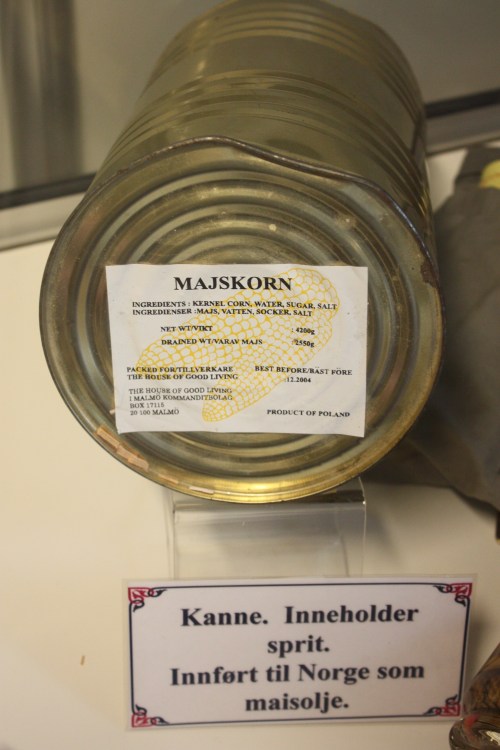 MAJSKORN
INGREDIENTS : KERNEL CORN, WATER, SUGAR, SALT
INGREDIENSER :MAJS, VATTEN, SOCKER, SALT
NET WT/VIKT : 4200g
DRAINED WT/VARAV MAJS 2550g
PACKED FOR/TILLVERKARE BEST BEFORE/BÄST FÖRE
THE HOUSE OF GOOD LIVING .12.2004
THE HOUSE OF GOOD LIVING
I MALMÖ KOMMANDITBOLAG
BOX 17115
20 100 MALMÖ PRODUCT OF POLAND
Kanne. Inneholder
sprit.
Innført til Norge som
maisolje.